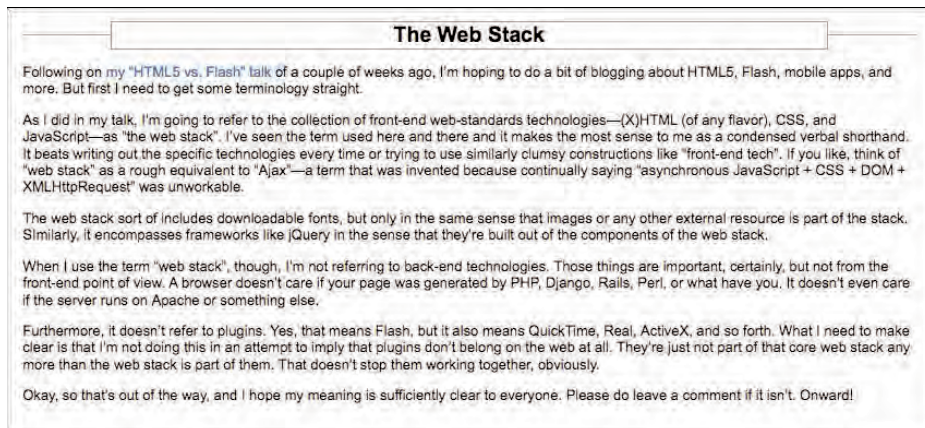 The Web Stack
Following on my "HTML5 vs. Flash" talk of a couple of weeks ago, I'm hoping to do a bit of blogging about HTML5, Flash, mobile apps, and
more. But first I need to get some terminology straight.
As I did in my talk, I'm going to refer to the collection of front-end web-standards technologies—(X)HTML (of any flavor), CSS, and
JavaScript—as "the web stack". I've seen the term used here and there and it makes the most sense to me as a condensed verbal shorthand.
It beats writing out the specific technologies every time or trying to use similarly clumsy constructions like "front-end tech". If you like, think of
"web stack" as a rough equivalent to "Ajax"—a term that was invented because continually saying "asynchronous JavaScript + CSS + DOM +
XMLHttpRequest" was unworkable.
The web stack sort of includes downloadable fonts, but only in the same sense that images or any other external resource is part of the stack.
SImilarly, it encompasses frameworks like jQuery in the sense that they're built out of the components of the web stack.
When I use the term "web stack", though, I'm not referring to back-end technologies. Those things are important, certainly, but not from the
front-end point of view. A browser doesn't care if your page was generated by PHP, Django, Rails, Perl, or what have you. It doesn't even care
if the server runs on Apache or something else.
Furthermore, it doesn't refer to plugins. Yes, that means Flash, but it also means QuickTime, Real, ActiveX, and so forth. What I need to make
clear is that I'm not doing this in an attempt to imply that plugins don't belong on the web at all. They're just not part of that core web stack any
more than the web stack is part of them. That doesn't stop them working together, obviously.
Okay, so that's out of the way, and I hope my meaning is sufficiently clear to everyone. Please do leave a comment if it isn't. Onward!